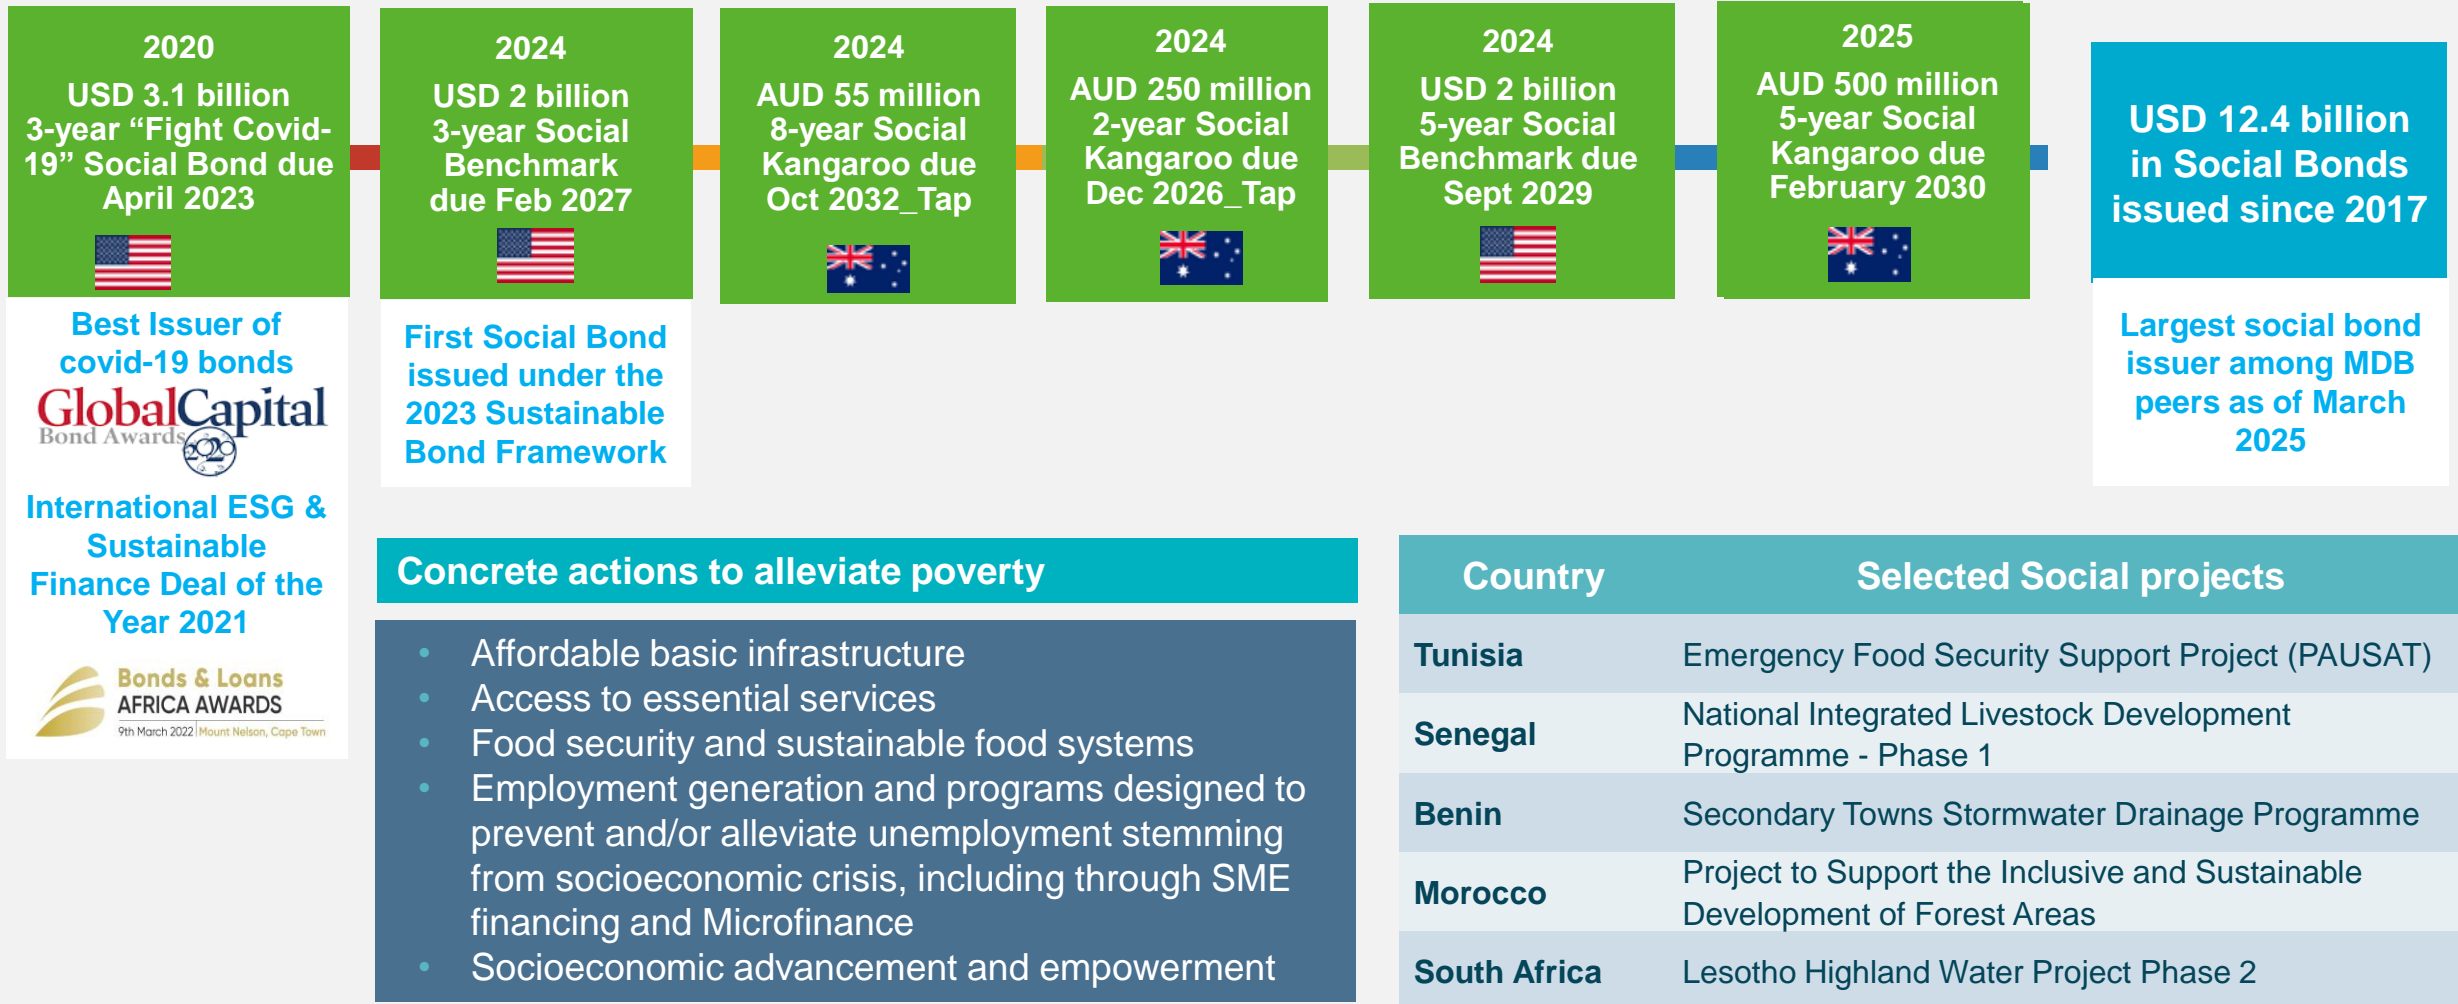 2020
USD 3.1 billion
3-year “Fight Covid-
19” Social Bond due
April 2023
2024
USD 2 billion
3-year Social
Benchmark
due Feb 2027
2024
AUD 55 million
8-year Social
Kangaroo due
Oct 2032_Tap
2024
AUD 250 million
2-year Social
Kangaroo due
Dec 2026_Tap
2024
USD 2 billion
5-year Social
Benchmark due
Sept 2029
2025
AUD 500 million
5-year Social
Kangaroo due
February 2030
USD 12.4 billion
in Social Bonds
issued since 2017
Best Issuer of
covid-19 bonds
GlobalCapital
Bond Awards
2020
International ESG &
Sustainable
Finance Deal of the
Year 2021
Bonds & Loans
AFRICA AWARDS
9th March 2022 Mount Nelson, Cape Town
First Social Bond
issued under the
2023 Sustainable
Bond Framework
Largest social bond
issuer among MDB
peers as of March
2025
Concrete actions to alleviate poverty
• Affordable basic infrastructure
• Access to essential services
• Food security and sustainable food systems
• Employment generation and programs designed to
prevent and/or alleviate unemployment stemming
from socioeconomic crisis, including through SME
financing and Microfinance
• Socioeconomic advancement and empowerment
Country Selected Social projects
Tunisia Emergency Food Security Support Project (PAUSAT)
Senegal National Integrated Livestock Development
Programme - Phase 1
Benin Secondary Towns Stormwater Drainage Programme
Morocco Project to Support the Inclusive and Sustainable
Development of Forest Areas
South Africa Lesotho Highland Water Project Phase 2